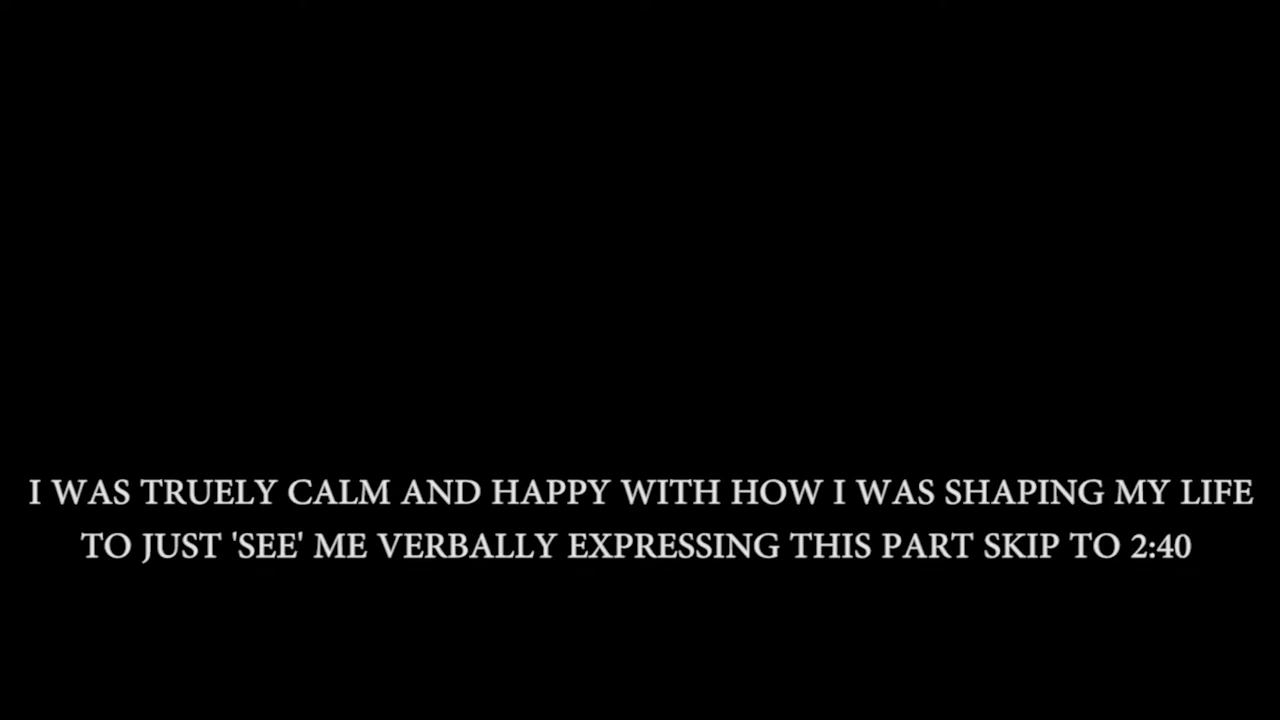 I WAS TRUELY CALM AND HAPPY WITH HOW I WAS SHAPING MY LIFE
TO JUST 'SEE' ME VERBALLY EXPRESSING THIS PART SKIP TO 2:40